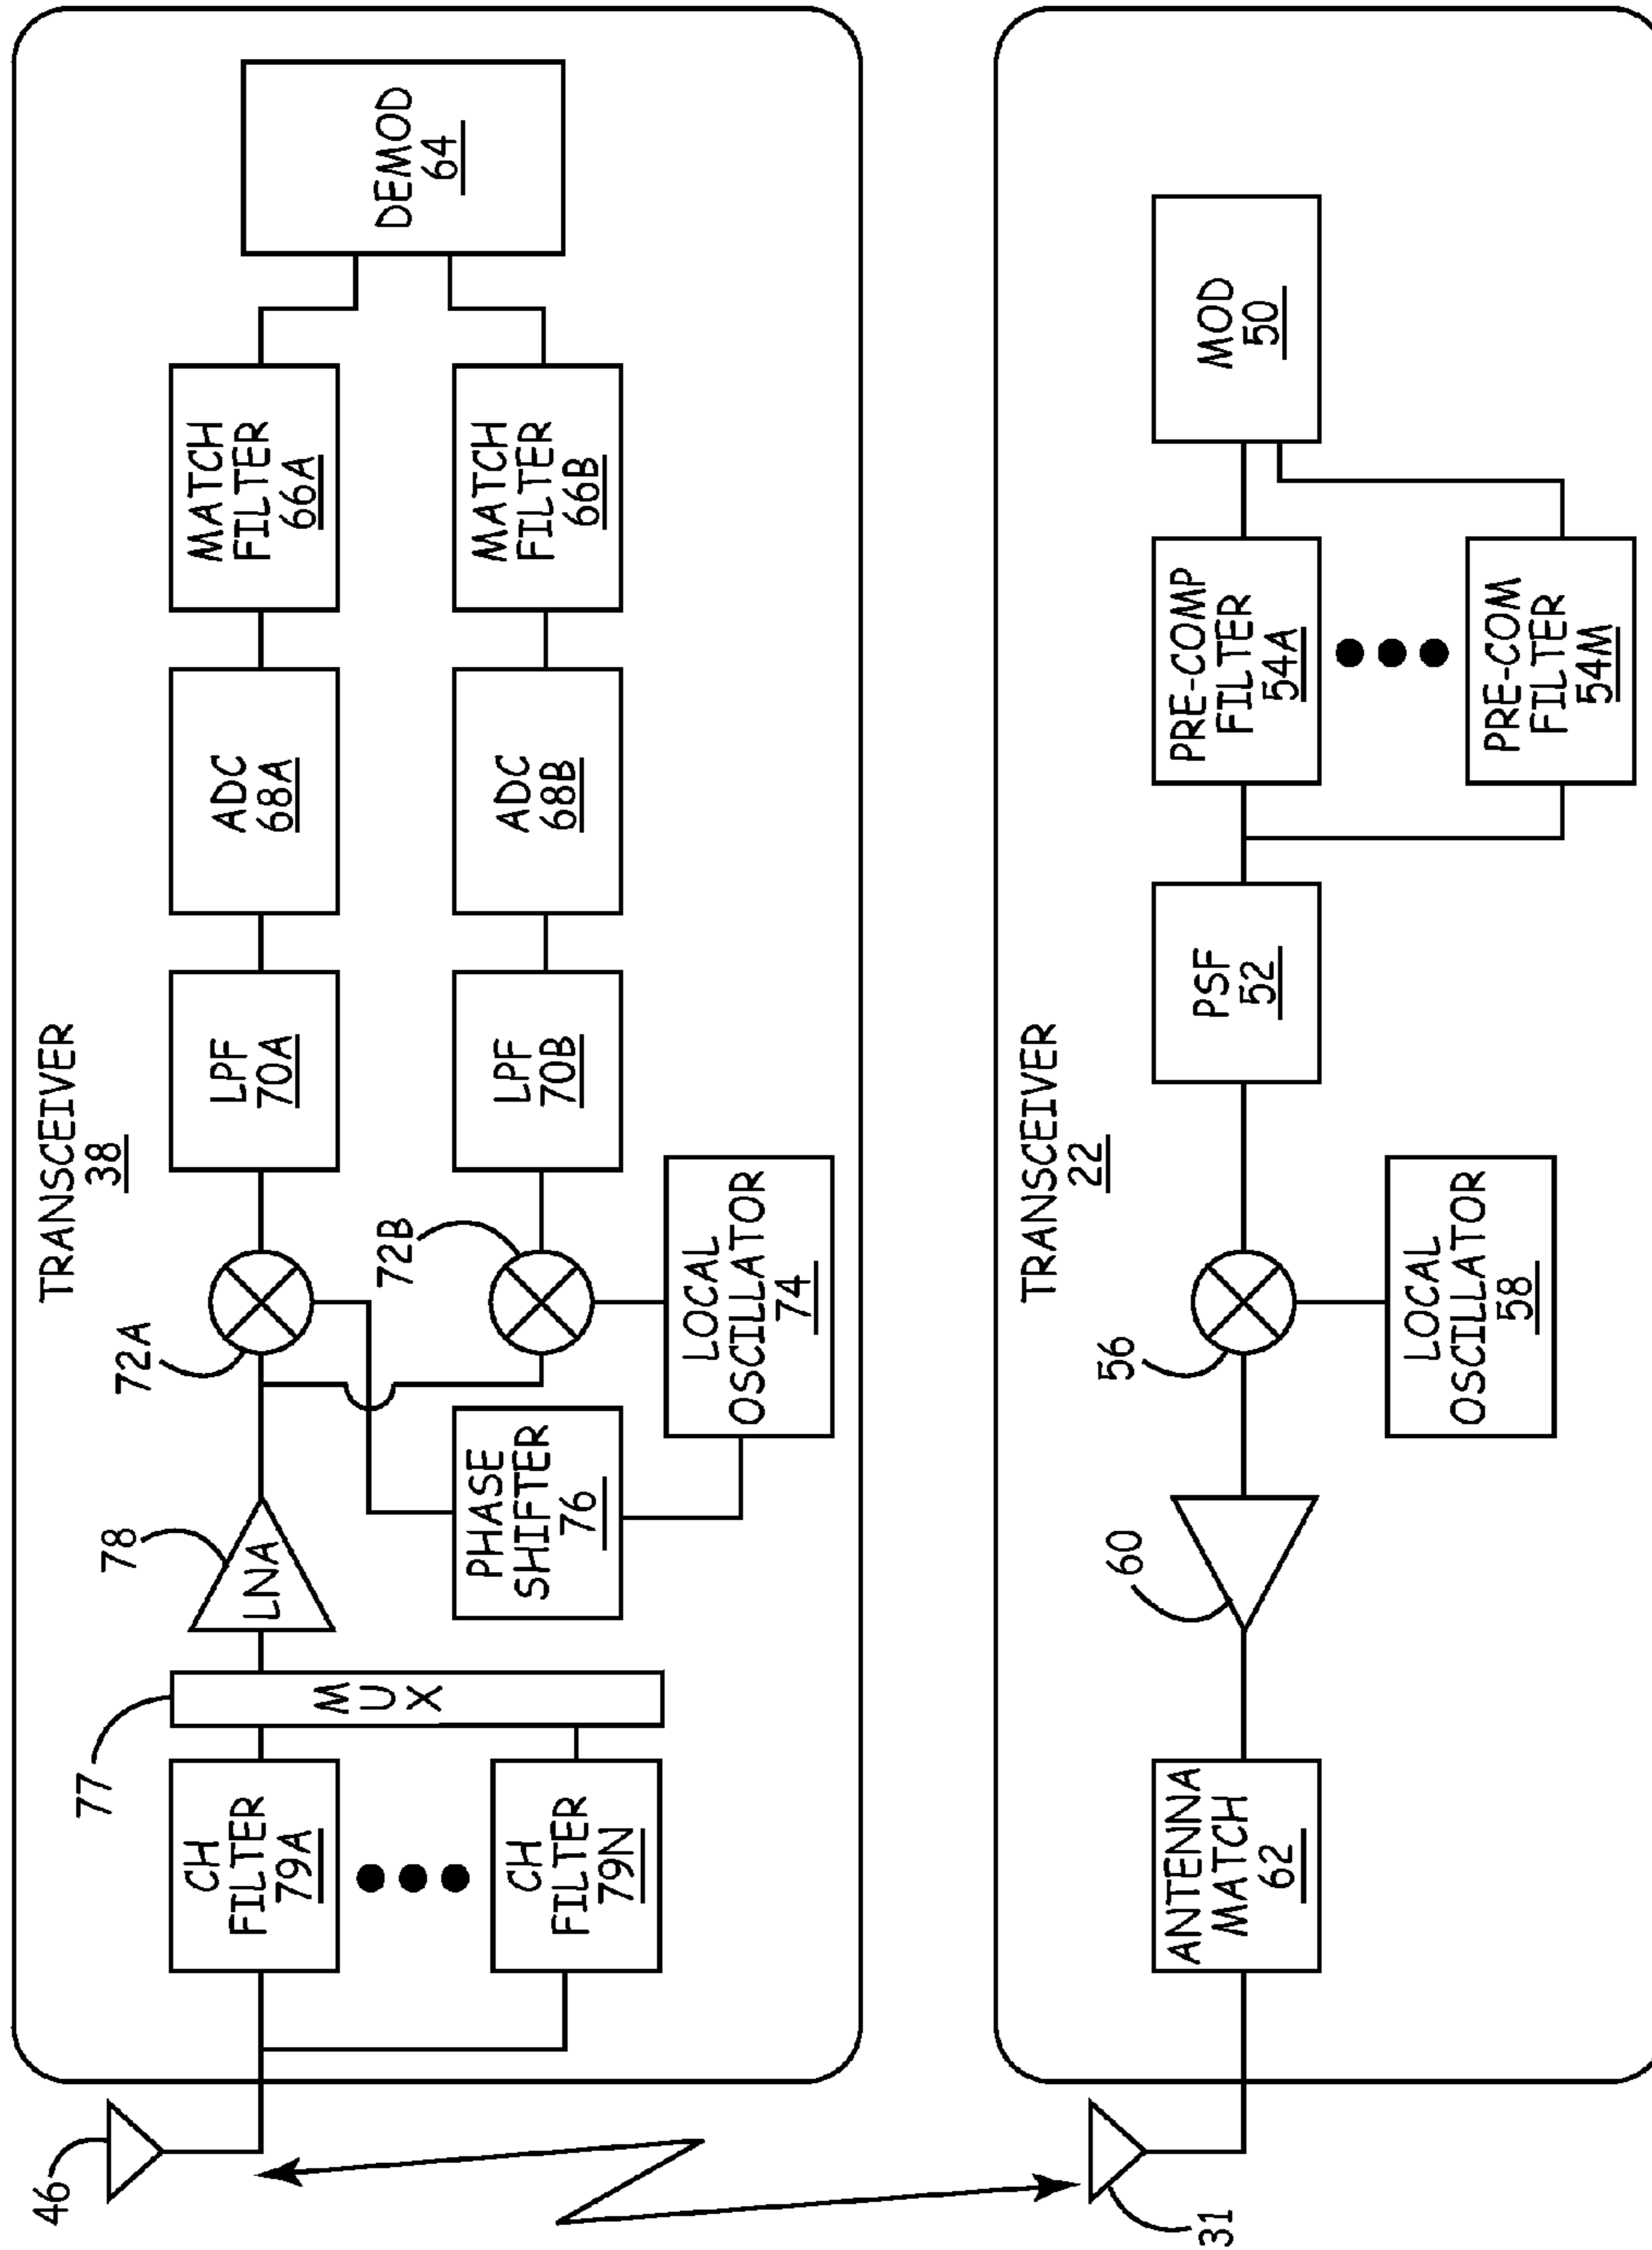 TRANSCEIVER
38
46
CH
FILTER
79A
CH
FILTER
79N
77
MUX
78
LNA
PHASE
SHIFTER
76
72A
72B
LOCAL
OSCILLATOR
74
LPF
70A
LPF
70B
ADC
68A
ADC
68B
MATCH
FILTER
66A
MATCH
FILTER
66B
DEMOD
64
TRANSCEIVER
22
31
ANTENNA
MATCH
62
60
56
LOCAL
OSCILLATOR
58
PSF
52
PRE-COMP
FILTER
54A
PRE-COM
FILTER
54M
MOD
50